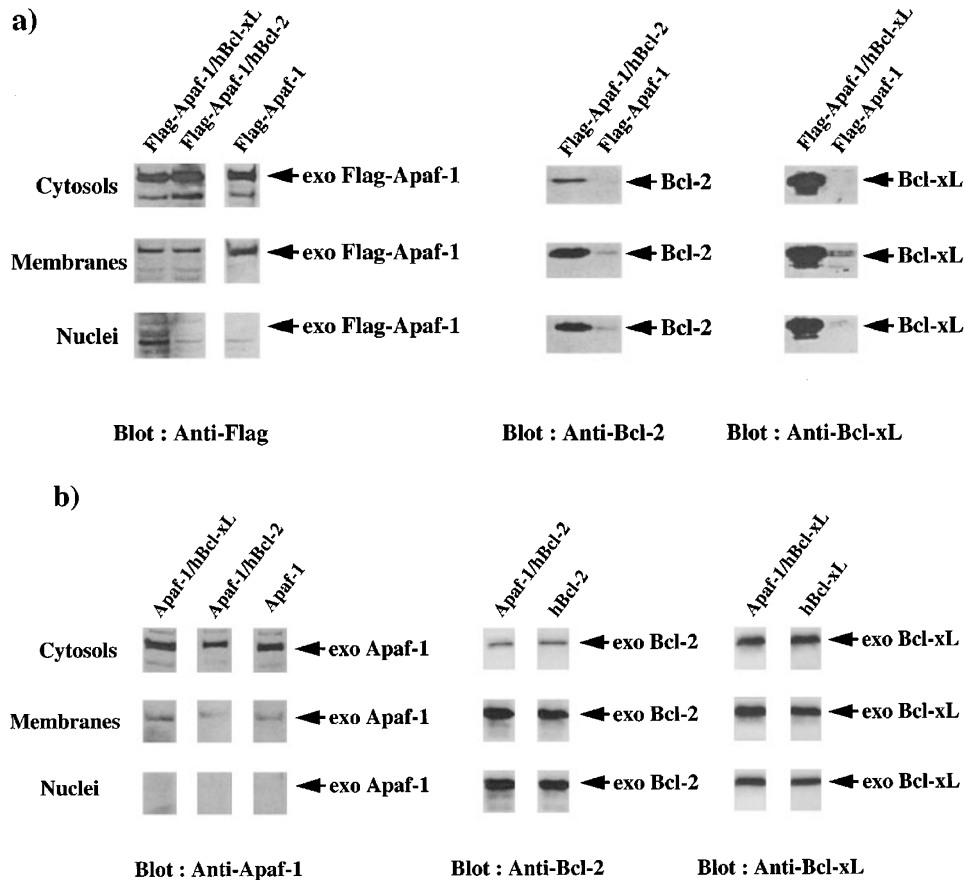 a)
Flag-Apaf-1/hBcl-xL
Flag-Apaf-1/hBcl-2
Flag-Apaf-1
Flag-Apaf-1/hBcl-2
Flag-Apaf-1
Flag-Apaf-1/hBcl-xL
Flag-Apaf-1
Cytosols
exo Flag-Apaf-1
Bcl-2
Bcl-xL
Membranes
exo Flag-Apaf-1
Bcl-2
Bcl-xL
Nuclei
exo Flag-Apaf-1
Bcl-2
Bcl-xL
Blot : Anti-Flag
Blot : Anti-Bcl-2
Blot : Anti-Bcl-xL
b)
Apaf-1/hBcl-xL
Apaf-1/hBcl-2
Apaf-1
Apaf-1/hBcl-2
hBcl-2
Apaf-1/hBcl-xL
hBcl-xL
Cytosols
exo Apaf-1
exo Bcl-2
exo Bcl-xL
Membranes
exo Apaf-1
exo Bcl-2
exo Bcl-xL
Nuclei
exo Apaf-1
exo Bcl-2
exo Bcl-xL
Blot : Anti-Apaf-1
Blot : Anti-Bcl-2
Blot : Anti-Bcl-xL